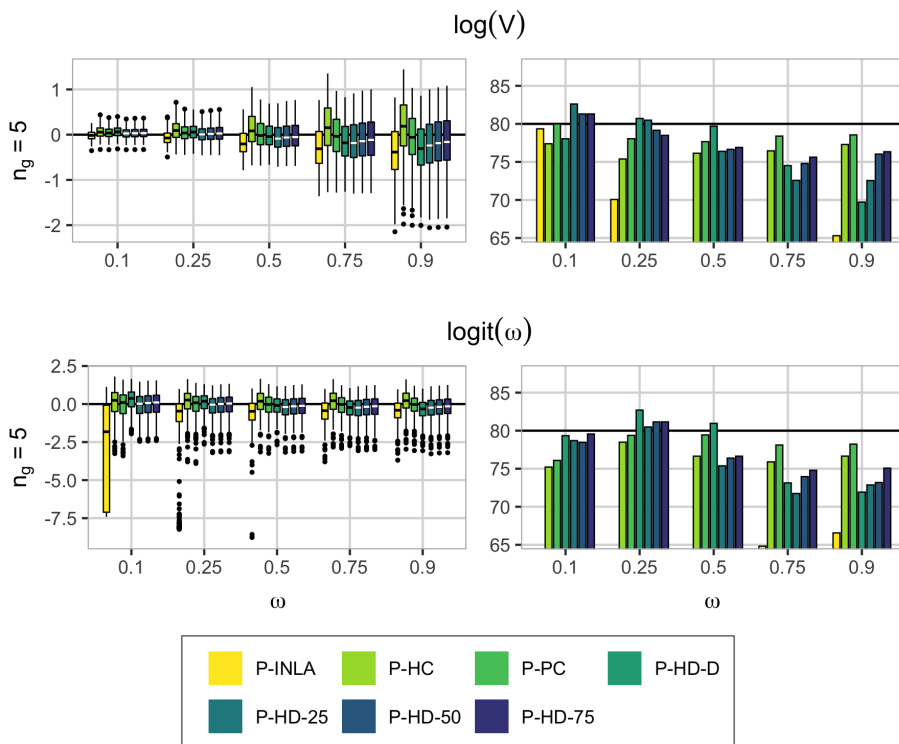 log(V)
n_g = 5
1
0
-1
-2
0.1 0.25 0.5 0.75 0.9
85
80
75
70
65
0.1 0.25 0.5 0.75 0.9
logit(ω)
n_g = 5
2.5
0.0
-2.5
-5.0
-7.5
0.1 0.25 0.5 0.75 0.9
ω
85
80
75
70
65
0.1 0.25 0.5 0.75 0.9
ω
P-INLA P-HC P-PC P-HD-D
P-HD-25 P-HD-50 P-HD-75